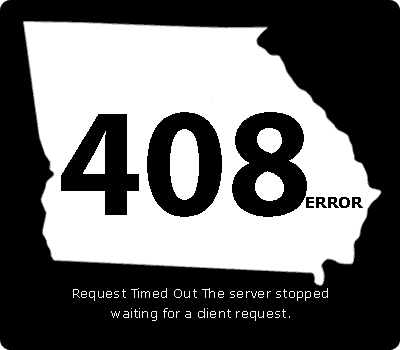 408
ERROR
Request Timed Out The server stopped
waiting for a client request.